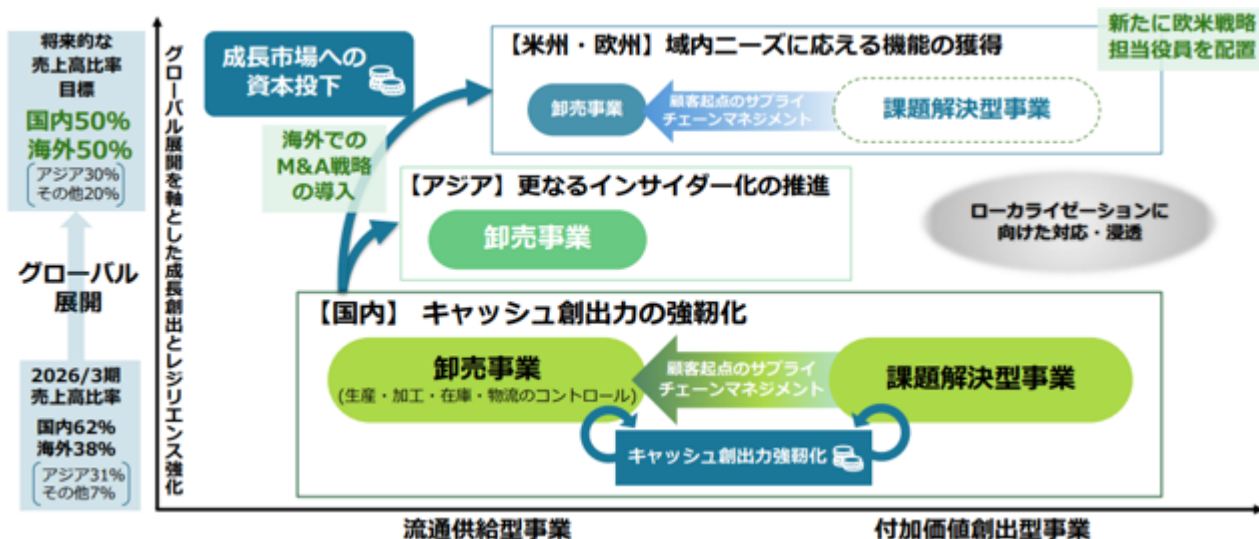 将来的な
売上高比率
目標
国内50%
海外50%
アジア30%
その他20%
グローバル
展開
2026/3期
売上高比率
国内62%
海外38%
アジア31%
その他7%
グローバル展開を軸とした成長創出とレジリエンス強化
成長市場への
資本投下
海外での
M&A戦略
の導入
【米州・欧州】域内ニーズに応える機能の獲得
卸売事業
顧客起点のサプライ
チェーンマネジメント
課題解決型事業
新たに欧米戦略
担当役員を配置
【アジア】更なるインサイダー化の推進
卸売事業
ローカライゼーションに
向けた対応・浸透
【国内】 キャッシュ創出力の強靭化
卸売事業
(生産・加工・在庫・物流のコントロール)
顧客起点のサプライ
チェーンマネジメント
課題解決型事業
キャッシュ創出力強靭化
流通供給型事業
付加価値創出型事業